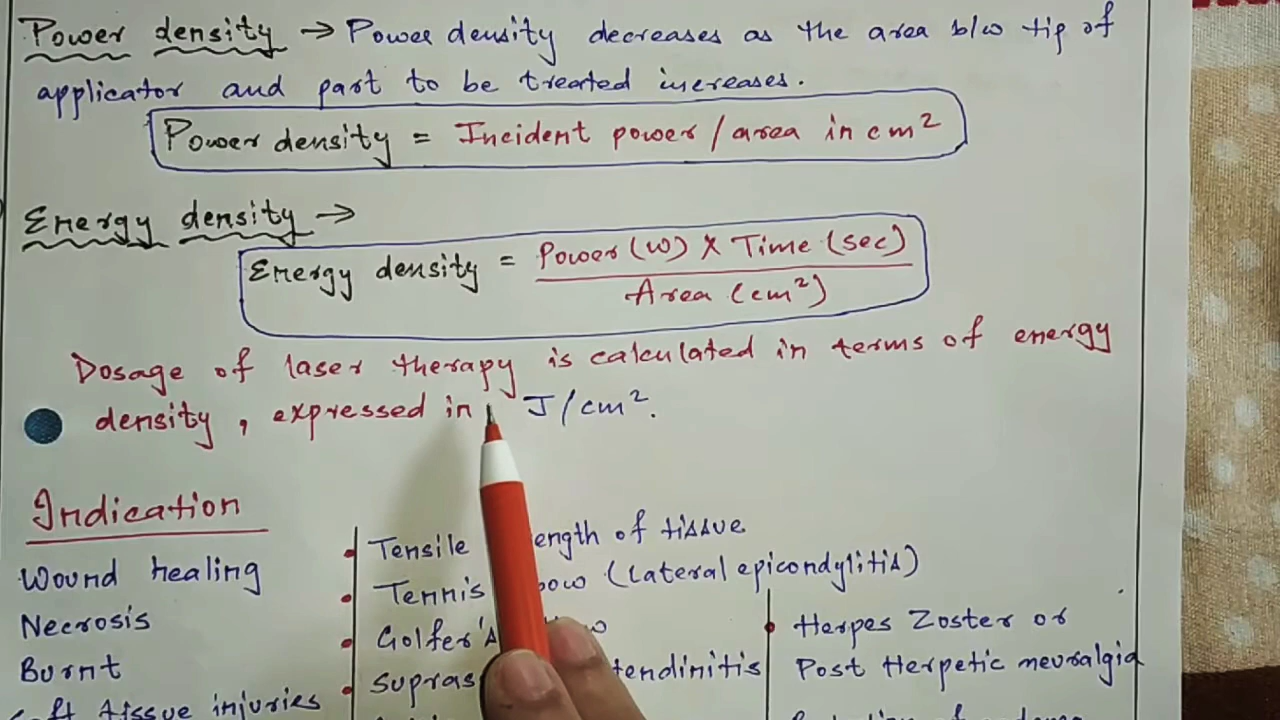 Power density → Power density decreases as the area b/w tip of
applicator and part to be treated increases.
Power density = Incident power / area in cm²
Energy density →
Energy density = Power (W) X Time (sec)
Area (cm²)
Dosage of laser therapy is calculated in terms of energy
density, expressed in J/cm².
Indication
Wound healing
Necrosis
Burnt
tissue injuries
Tensile of tissue
Tennis (Lateral epicondylitis)
Golfer's
tendinitis
Herpes Zoster or
Post Herpetic neuralgia